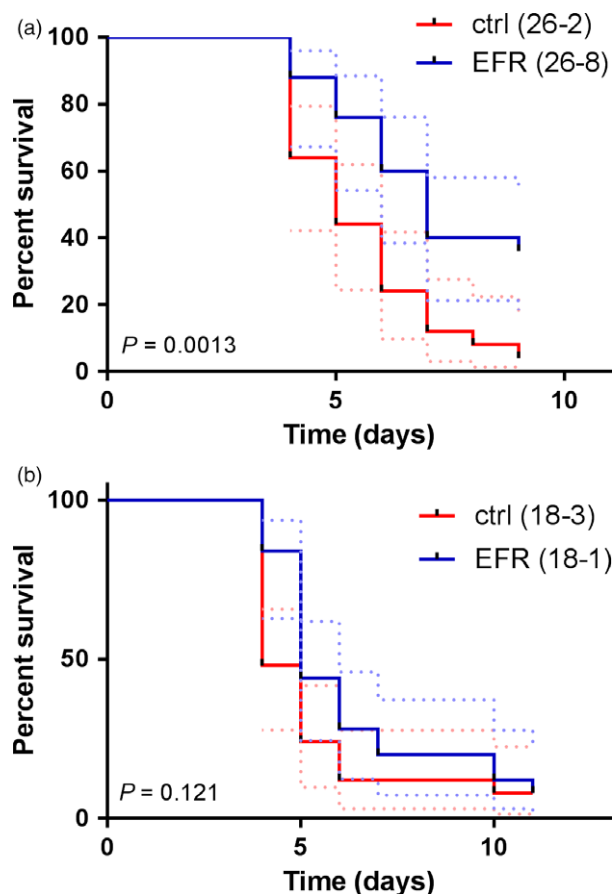 (a)
ctrl (26-2)
EFR (26-8)
100
80
60
40
20
0
Percent survival
P = 0.0013
0
5
10
Time (days)
(b)
ctrl (18-3)
EFR (18-1)
100
50
0
Percent survival
P = 0.121
0
5
10
Time (days)